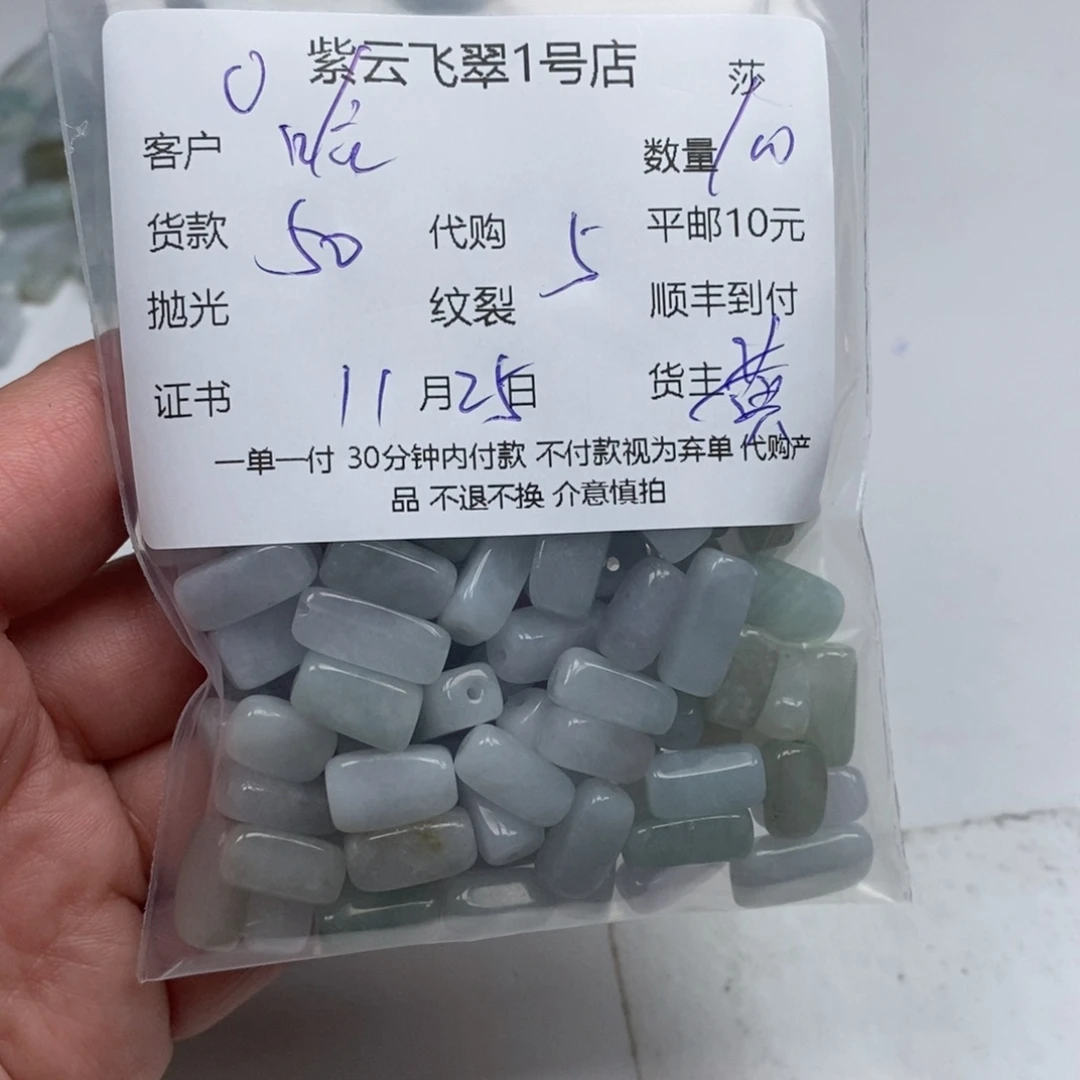 紫云飞翠1号店 莎
客户 数量
货款 50 代购 5 平邮10元
抛光 纹裂 顺丰到付
证书 11月25日 货主 黄
一单一付 30分钟内付款 不付款视为弃单 代购产
品 不退不换 介意慎拍